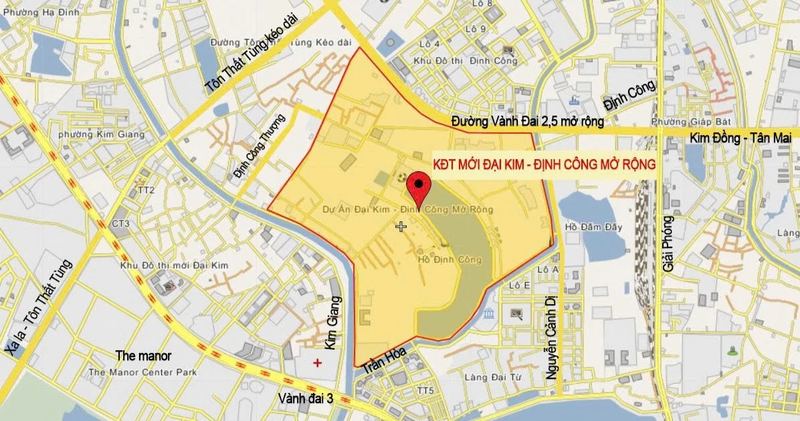 Phường Hạ Đình
Đường Tôn Thất Tùng Kéo dài
Tôn Thất Tùng kéo dài
Lô 9
Lô 4
Khu Đô thị Định Công
Định Công
Đường Vành Đai 2,5 mở rộng
Phường Giáp Bát
Kim Đồng - Tân Mai
phường Kim Giang
Định Công Thượng
KĐT MỚI ĐẠI KIM - ĐỊNH CÔNG MỞ RỘNG
TT2
CT3
Dự Án Đại Kim - Định Công Mở Rộng
Hồ Đầm Đầy
Giải Phóng
Khu Đô thị mới Đại Kim
Hồ Định Công
Lô A
Lô E
Xa la - Tôn Thất Tùng
Kim Giang
Nguyễn Cảnh Dị
The manor
The Manor Center Park
Trần Hòa
TT5
Làng Đại Từ
Vành đai 3